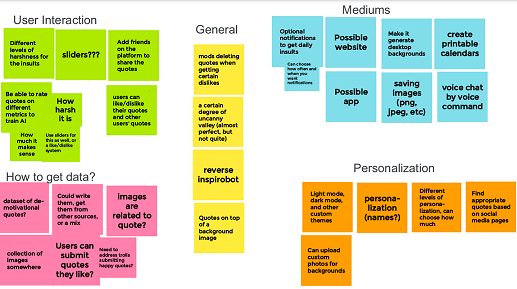 User Interaction
Different
levels of
harshness for
the insults
sliders???
Add friends
on the
platform to
share the
quotes
Be able to rate
quotes on
different
metrics to
train AI
How
harsh
it is
users can
like/dislike
their quotes
and other
users' quotes
How
much it
makes
sense
Use sliders for
this as well, or
a like/dislike
system
General
mods deleting
quotes when
getting
certain
dislikes
a certain
degree of
uncanny
valley (almost
perfect, but
not quite)
reverse
inspirobot
Quotes on top
of a
background
image
Mediums
Optional
notifications
to get daily
insults
Can choose
how often and
when you
want
notifications
Possible
website
Make it
generate
desktop
backgrounds
create
printable
calendars
Possible
app
saving
images
(png,
jpeg, etc)
voice chat
by voice
command
How to get data?
dataset of de-
motivational
quotes?
Could write
them, get
them from
other sources,
or a mix
images
are
related to
quote?
collection of
images
somewhere
Users can
submit
quotes
they like?
Need to
address trolls
submitting
happy quotes?
Personalization
Light mode,
dark mode,
and other
custom
themes
persona-
lization
(names?)
Different
levels of
persona-
lization, can
choose how
much
Find
appropriate
quotes based
on social
media pages
Can upload
custom
photos for
backgrounds